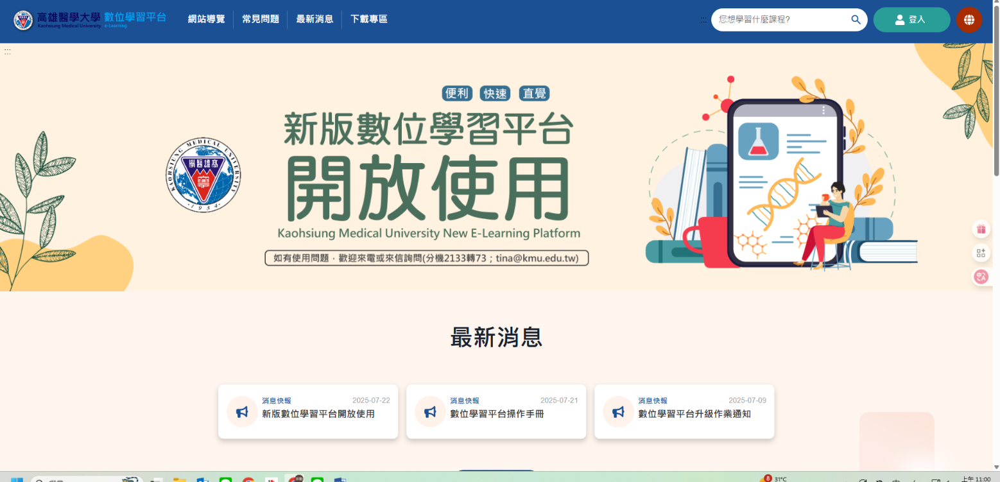 高雄醫學大學 數位學習平台
Kaohsiung Medical University e-Learning
網站導覽 常見問題 最新消息 下載專區
::: 您想學習什麼課程? 登入
:::
便利 快速 直覺
新版數位學習平台
開放使用
KAOHSIUNG MEDICAL UNIVERSITY
學醫雄高
1954
Kaohsiung Medical University New E-Learning Platform
如有使用問題，歡迎來電或來信詢問(分機2133轉73；tina@kmu.edu.tw)
最新消息
消息快報 2025-07-22
新版數位學習平台開放使用
消息快報 2025-07-21
數位學習平台操作手冊
消息快報 2025-07-09
數位學習平台升級作業通知
8 31°C
上午 11:00